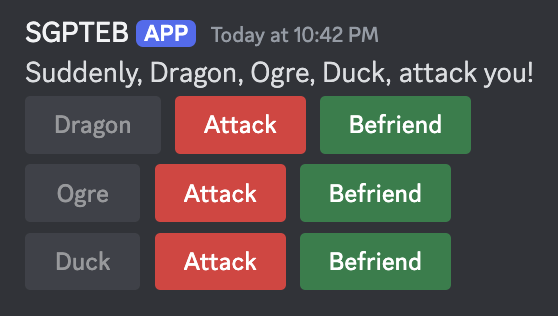 SGPTEB APP Today at 10:42 PM
Suddenly, Dragon, Ogre, Duck, attack you!
Dragon Attack Befriend
Ogre Attack Befriend
Duck Attack Befriend